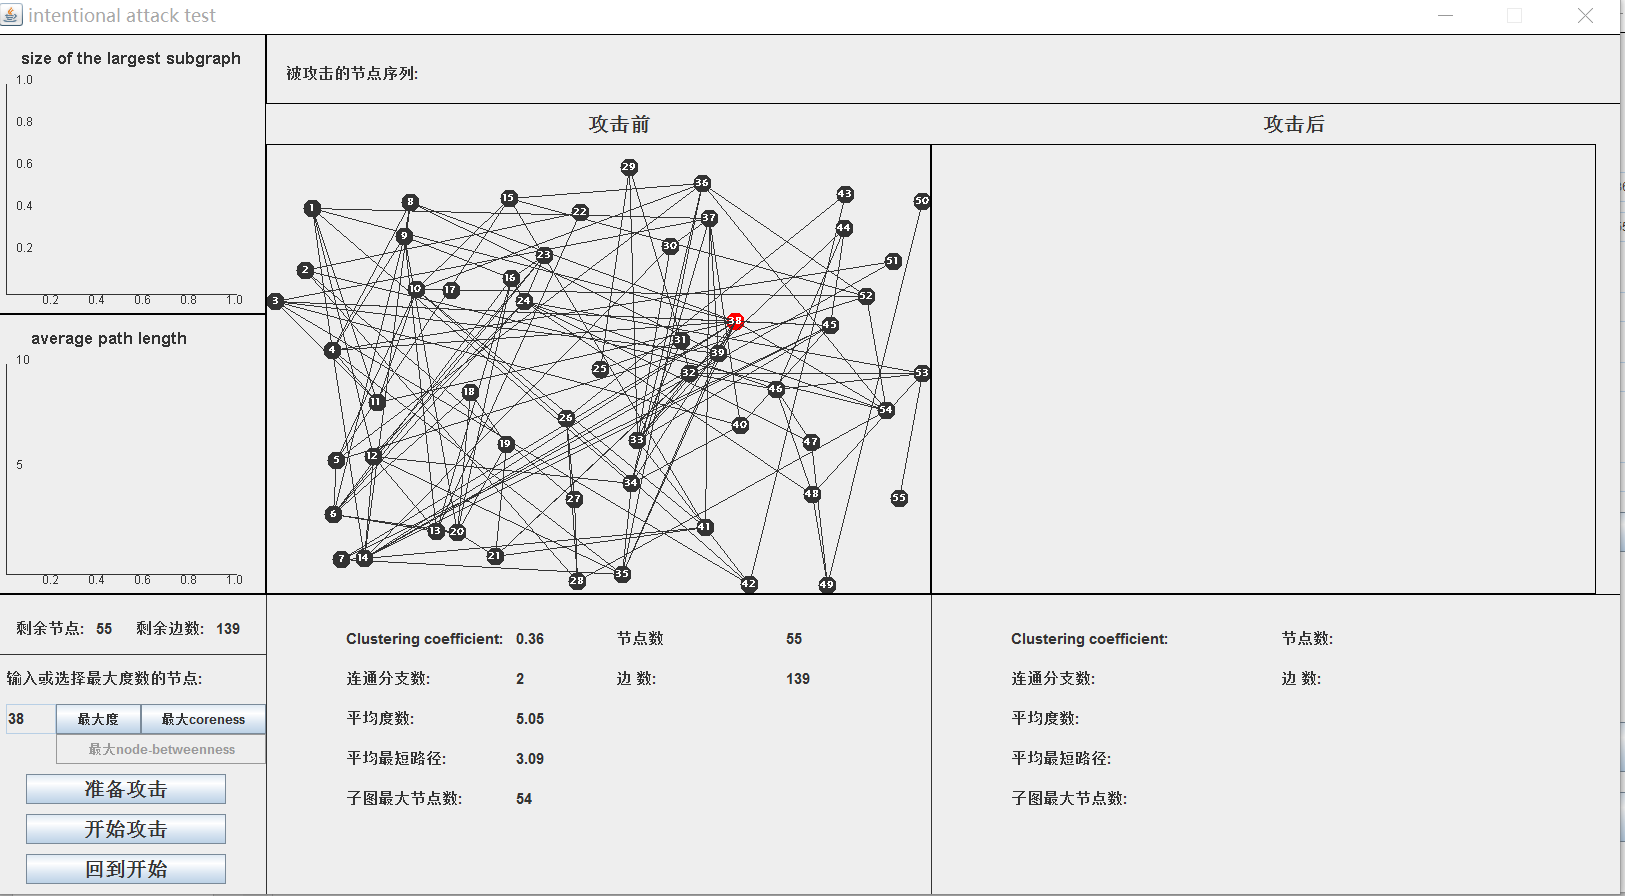 intentional attack test
size of the largest subgraph
1.0
0.8
0.6
0.4
0.2
0.2 0.4 0.6 0.8 1.0
average path length
10
5
0.2 0.4 0.6 0.8 1.0
剩余节点: 55 剩余边数: 139
输入或选择最大度数的节点:
38 最大度 最大coreness
最大node-betweenness
准备攻击
开始攻击
回到开始
被攻击的节点序列:
攻击前 攻击后
1
2
3
4
5
6
7
8
9
10
11
12
13
14
15
16
17
18
19
20
21
22
23
24
25
26
27
28
29
30
31
32
33
34
35
36
37
38
39
40
41
42
43
44
45
46
47
48
49
50
51
52
53
54
55
Clustering coefficient: 0.36 节点数 55
连通分支数: 2 边 数: 139
平均度数: 5.05
平均最短路径: 3.09
子图最大节点数: 54
Clustering coefficient: 节点数:
连通分支数: 边 数:
平均度数:
平均最短路径:
子图最大节点数: